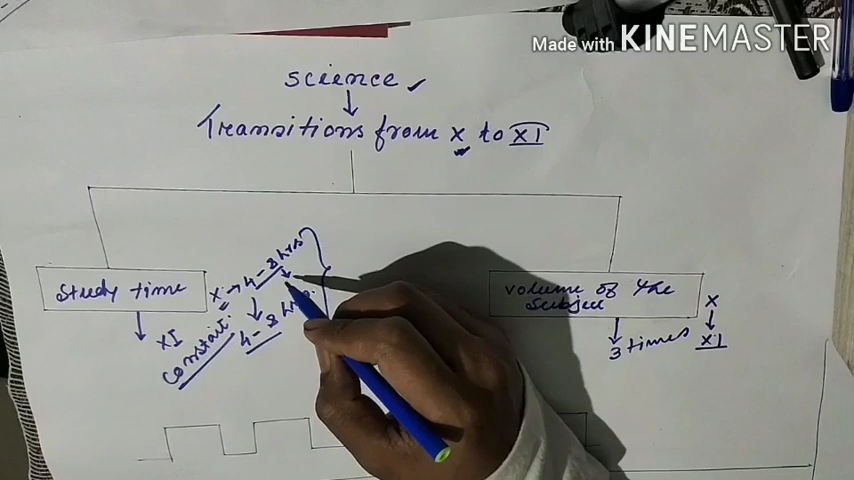 Made with KINEMASTER
Science
Transitions from X to XI
Study time
X → 4-8 hrs
XI
Constant
4-8 hrs.
Volume of the
Subject
X
3 times XI